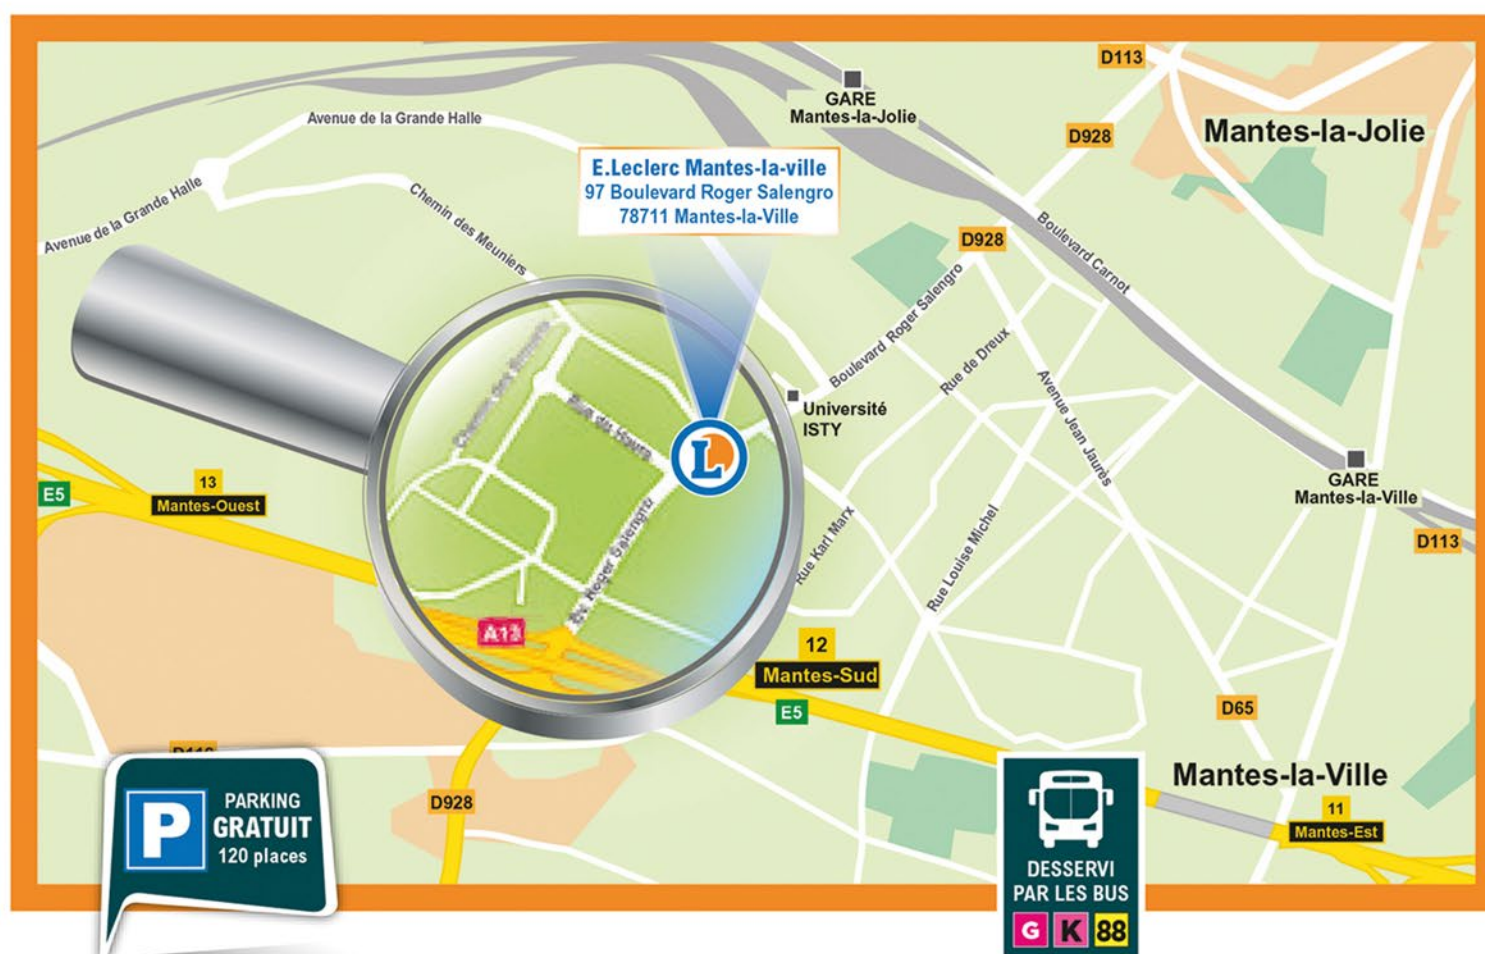 D113
GARE
Mantes-la-Jolie
Mantes-la-Jolie
Avenue de la Grande Halle
D928
E.Leclerc Mantes-la-ville
97 Boulevard Roger Salengro
78711 Mantes-la-Ville
Avenue de la Grande Halle
Chemin des Meuniers
D928
Boulevard Carnot
Boulevard Roger Salengro
Rue de Dreux
Université
ISTY
Avenue Jean Jaurès
L
Bv. Roger Salengro
13
Mantes-Ouest
E5
GARE
Mantes-la-Ville
D113
Rue Karl Marx
Rue Louise Michel
A13
12
Mantes-Sud
E5
D65
Mantes-la-Ville
11
Mantes-Est
D928
P
PARKING
GRATUIT
120 places
DESSERVI
PAR LES BUS
G K 88